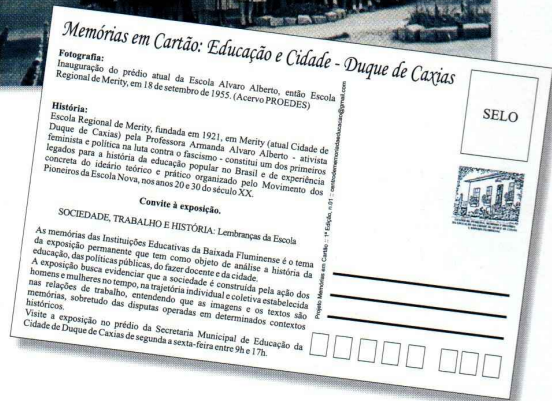 Memórias em Cartão: Educação e Cidade - Duque de Caxias
Fotografia:
Inauguração do prédio atual da Escola Alvaro Alberto, então Escola
Regional de Merity, em 18 de setembro de 1955. (Acervo PROEDES)
História:
Escola Regional de Merity, fundada em 1921, em Merity (atual Cidade de
Duque de Caxias) pela Professora Armanda Alvaro Alberto - ativista
feminista e política na luta contra o fascismo - constitui um dos primeiros
legados para a história da educação popular no Brasil e de experiência
concreta do ideário teórico e prático organizado pelo Movimento dos
Pioneiros da Escola Nova, nos anos 20 e 30 do século XX.
Convite à exposição.
SOCIEDADE, TRABALHO E HISTÓRIA: Lembranças da Escola
As memórias das Instituições Educativas da Baixada Fluminense é o tema
da exposição permanente que tem como objeto de análise a história da
educação, das políticas públicas, do fazer docente e da cidade.
A exposição busca evidenciar que a sociedade é construída pela ação dos
homens e mulheres no tempo, na trajetória individual e coletiva estabelecida
nas relações de trabalho, entendendo que as imagens e os textos são
memórias, sobretudo das disputas operadas em determinados contextos
históricos.
Visite a exposição no prédio da Secretaria Municipal de Educação da
Cidade de Duque de Caxias de segunda a sexta-feira entre 9h e 17h.
Projeto Memórias em Cartão :: 1ª Edição, n.01 ::
SELO